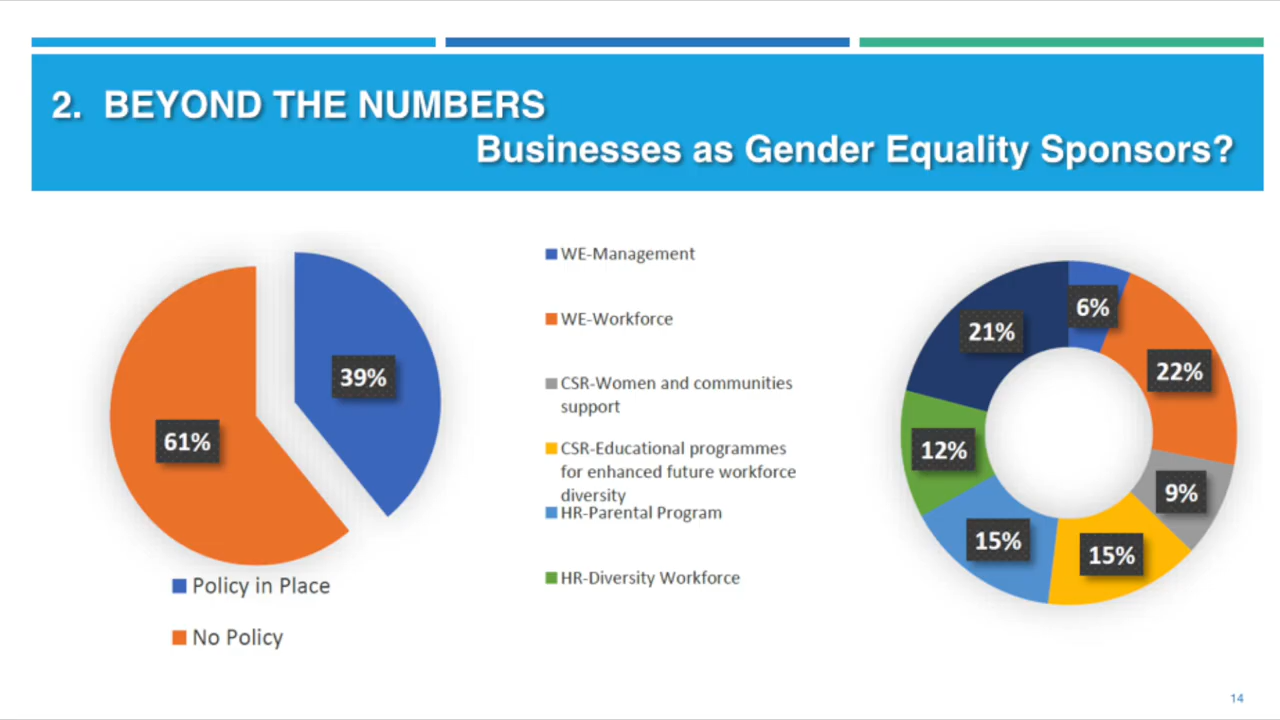 2. BEYOND THE NUMBERS
Businesses as Gender Equality Sponsors?
39%
61%
Policy in Place
No Policy
WE-Management
WE-Workforce
CSR-Women and communities
support
CSR-Educational programmes
for enhanced future workforce
diversity
HR-Parental Program
HR-Diversity Workforce
6%
22%
9%
15%
15%
12%
21%
14